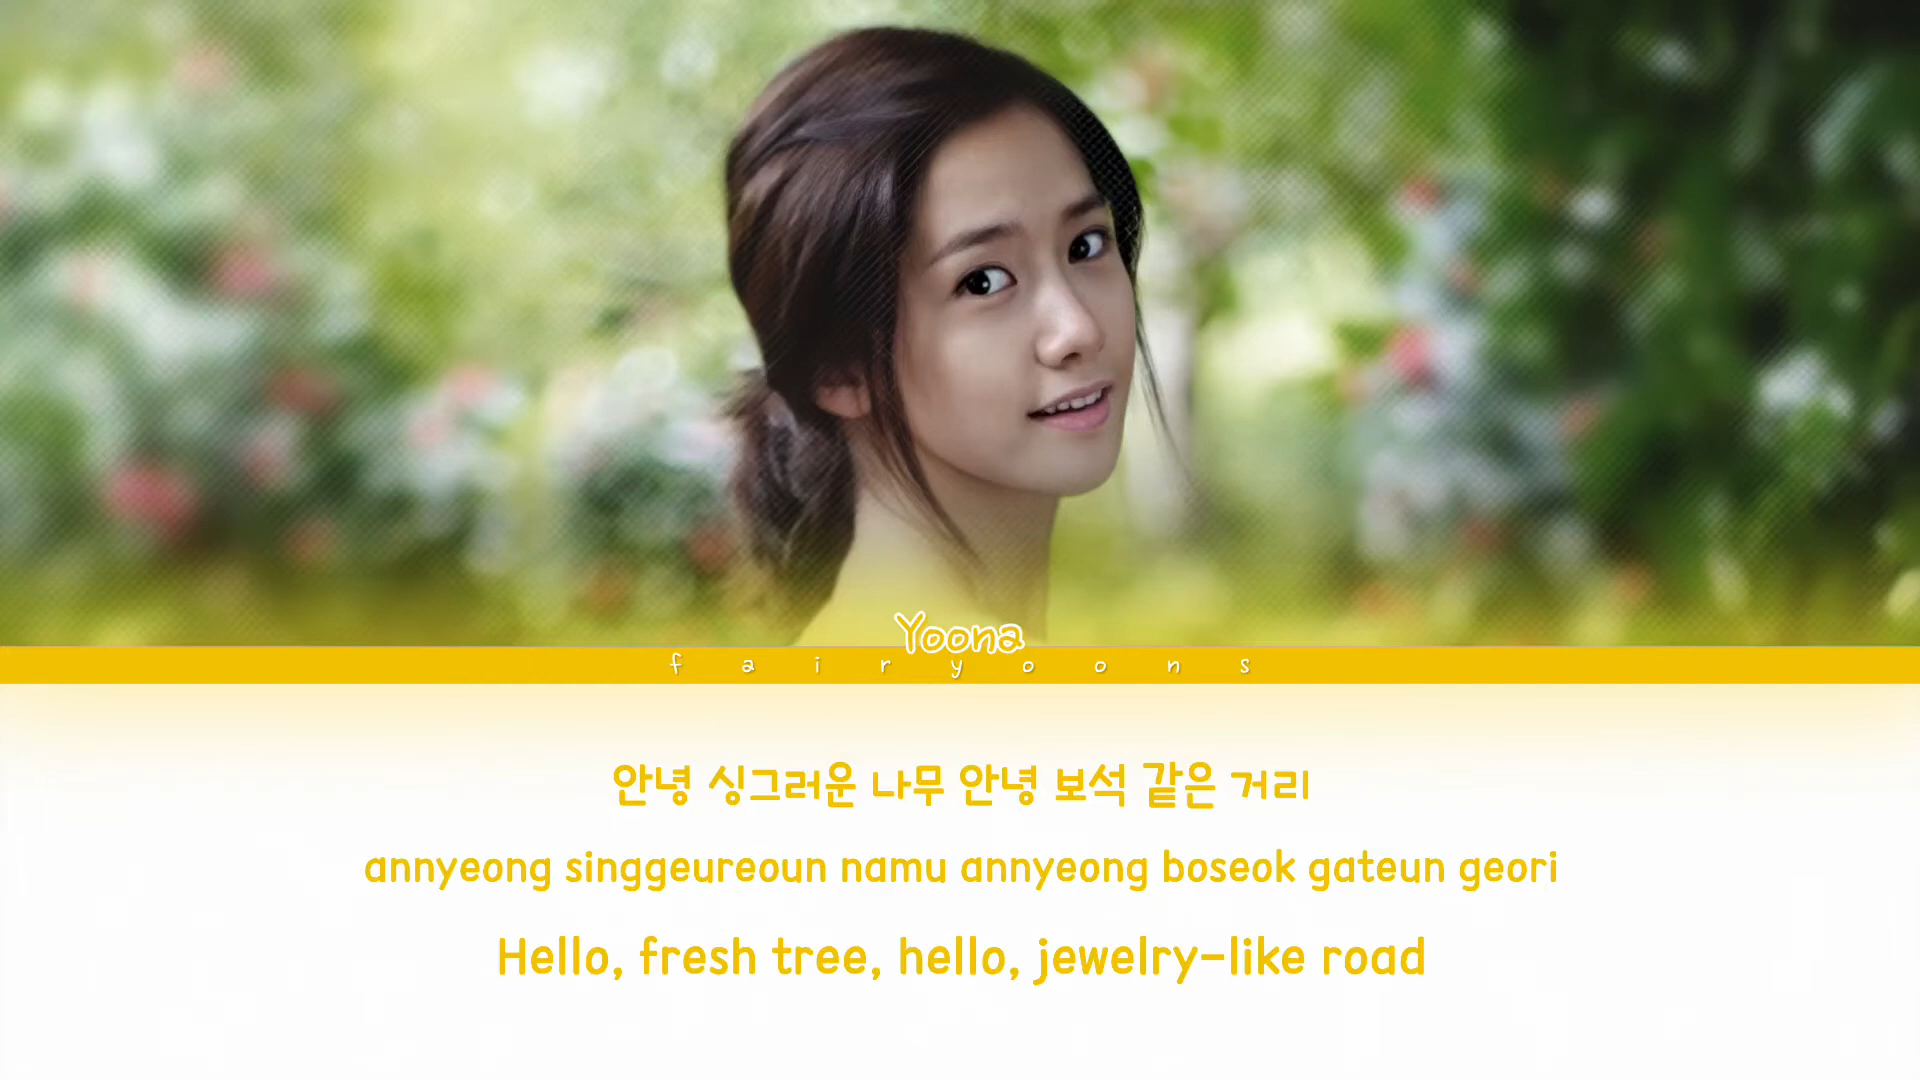 Yoona
fairyoons
안녕 싱그러운 나무 안녕 보석 같은 거리
annyeong singgeureoun namu annyeong boseok gateun geori
Hello, fresh tree, hello, jewelry-like road